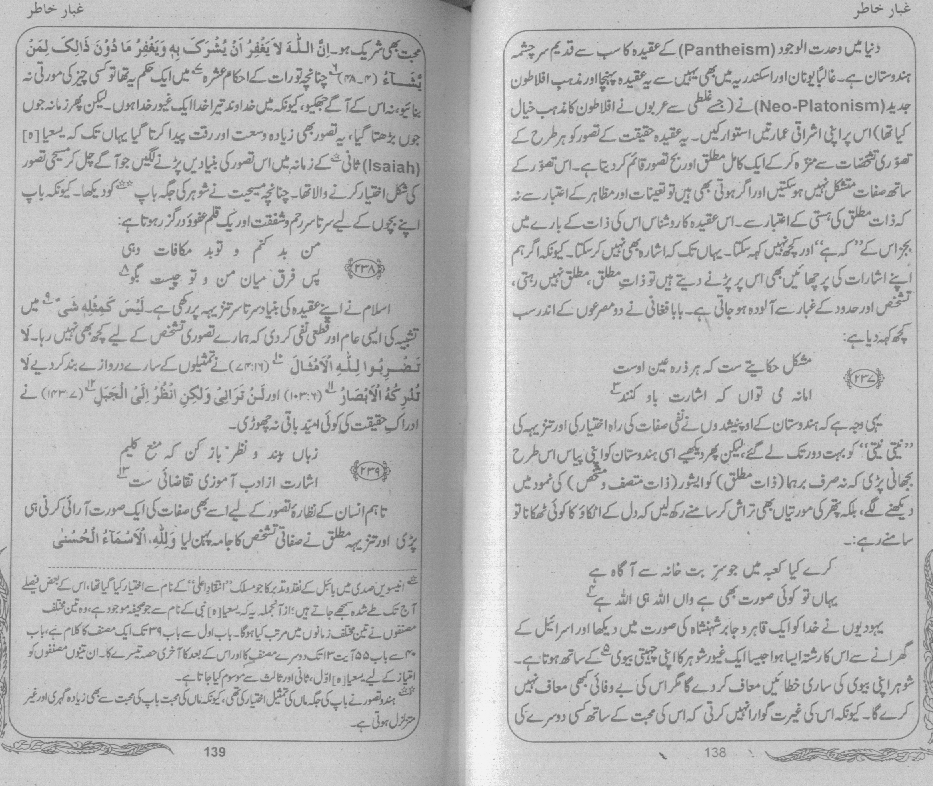 غبار خاطر
دنیا میں وحدت الوجود (Pantheism) کے عقیدہ کا سب سے قدیم سرچشمہ
ہندوستان ہے۔ غالباً یونان اور اسکندریہ میں بھی یہیں سے یہ عقیدہ پہنچا اور مذہب افلاطون
جدید (Neo-Platonism) نے (جسے غلطی سے عربوں نے افلاطون کا مذہب خیال
کیا تھا) اس پر اپنی اشراقی عمارتیں استوار کیں۔ یہ عقیدہ حقیقت کے تصور کو ہر طرح کے
تصوّری تشخصات سے منزہ کر کے ایک کامل مطلق اور بحت تصور قائم کر دیتا ہے۔ اس تصوّر کے
ساتھ صفات متشکل نہیں ہو سکتیں اور اگر ہوتی بھی ہیں تو تعینات اور مظاہر کے اعتبار سے نہ
کہ ذات مطلق کی ہستی کے اعتبار سے۔ اس عقیدہ کا روشناس اس کی ذات کے بارے میں
بجز اس کے ”کہ ہے“ اور کچھ نہیں کہہ سکتا۔ یہاں تک کہ اشارہ بھی نہیں کر سکتا۔ کیونکہ اگر ہم
اپنے اشارات کی پرچھائیں بھی اس پر پڑنے دیتے ہیں تو ذاتِ مطلق، مطلق نہیں رہتی،
تشخص اور حدود کے غبار سے آلودہ ہو جاتی ہے۔ بابا فغانی نے دو مصرعوں کے اندر سب
کچھ کہہ دیا ہے:
مشکل حکایتے ست کہ ہر ذرہ عین اوست
﴿۲۳۷﴾
اما نہ می تواں کہ اشارت باو کنند
یہی وجہ ہے کہ ہندوستان کے اوپنیشدوں نے نفی صفات کی راہ اختیار کی اور تنزیہہ کی
”نیتی نیتی“ کو بہت دور تک لے گئے، لیکن پھر دیکھیے اسی ہندوستان کو اپنی پیاس اس طرح
بجھانی پڑی کہ نہ صرف برہما (ذات مطلق) کو ایشور (ذات متصف و مشخص) کی نمود میں
دیکھنے لگے، بلکہ پتھر کی مورتیاں بھی تراش کر سامنے رکھ لیں کہ دل کے اٹکاؤ کا کوئی ٹھکانا تو
سامنے رہے:۔
کرے کیا کعبہ میں جو سرِّ بت خانہ سے آگاہ ہے
یہاں تو کوئی صورت بھی ہے واں اللہ ہی اللہ ہے
یہودیوں نے خدا کو ایک قاہر و جابر شہنشاہ کی صورت میں دیکھا اور اسرائیل کے
گھرانے سے اس کا رشتہ ایسا ہوا جیسا ایک غیور شوہر کا اپنی چہیتی بیوی کے ساتھ ہوتا ہے۔
شوہر اپنی بیوی کی ساری خطائیں معاف کر دے گا مگر اس کی بے وفائی کبھی معاف نہیں
کرے گا۔ کیونکہ اس کی غیرت گوارا نہیں کرتی کہ اس کی محبت کے ساتھ کسی دوسرے کی
138
غبار خاطر
محبت بھی شریک ہو۔ اِنَّ اللّٰهَ لَا یَغْفِرُ اَنْ یُّشْرَکَ بِهٖ وَیَغْفِرُ مَا دُوْنَ ذَالِکَ لِمَنْ
یَّشَآءُ (۴۔۴۸) چنانچہ تورات کے احکام عشرہ میں ایک حکم یہ تھا تو کسی چیز کی مورتی نہ
بنائیو، نہ اس کے آگے جھکیو، کیونکہ میں خداوند تیرا خدا ایک غیور خدا ہوں۔ لیکن پھر زمانہ جوں
جوں بڑھتا گیا، یہ تصور بھی زیادہ وسعت اور رقت پیدا کرتا گیا یہاں تک کہ یسعیا [ہ]
(Isaiah) ثانی کے زمانہ میں اس تصور کی بنیادیں پڑنے لگیں جو آگے چل کر مسیحی تصور
کی شکل اختیار کرنے والا تھا۔ چنانچہ مسیحیت نے شوہر کی جگہ باپ کو دیکھا۔ کیونکہ باپ
اپنے بچوں کے لیے سرتاسر رحم و شفقت اور یک قلم عفو و درگزر ہوتا ہے:
من بد کنم و تو بد مکافات دہی
﴿۲۳۸﴾
پس فرق میان من و تو چیست بگو
اسلام نے اپنے عقیدہ کی بنیاد سرتاسر تنزیہہ پر رکھی ہے۔ لَیْسَ کَمِثْلِهٖ شَیْءٌ میں
تشبیہ کی ایسی عام اور قطعی نفی کر دی کہ ہمارے تصوری تشخص کے لیے کچھ بھی نہیں رہا۔ لَا
تَضْرِبُوا لِلّٰهِ الْاَمْثَالَ (۷۴:۱۶) نے تمثیلوں کے سارے دروازے بند کر دیے لَا
تُدْرِکُهُ الْاَبْصَارُ (۱۰۳:۶) اور لَنْ تَرَانِیْ وَلٰکِنِ انْظُرْ اِلَی الْجَبَلِ (۱۴۳:۷) نے
ادراک حقیقت کی کوئی امید باقی نہ چھوڑی۔
زباں ببند و نظر باز کن کہ منع کلیم
﴿۲۳۹﴾
اشارت از ادب آموزی تقاضائی ست
تاہم انسان کے نظارۂ تصور کے لیے اسے بھی صفات کی ایک صورت آرائی کرنی ہی
پڑی اور تنزیہہ مطلق نے صفاتی تشخص کا جامہ پہن لیا وَلِلّٰهِ الْاَسْمَآءُ الْحُسْنٰی
انیسویں صدی میں بائبل کے نقد و تدبر کا جو مسلک ”انتقادِ اعلیٰ“ کے نام سے اختیار کیا گیا تھا، اس کے بعض فیصلے
آج تک طے شدہ سمجھے جاتے ہیں؛ ازآنجملہ یہ کہ یسعیا [ہ] نبی کے نام سے جو صحیفہ موجود ہے، وہ تین مختلف
مصنفوں نے تین مختلف زمانوں میں مرتب کیا ہوگا۔ باب اول سے باب ۳۹ تک ایک مصنف کا کلام ہے، باب
۴۰ سے باب ۵۵ آیت ۱۳ تک دوسرے مصنف کا اور اس کے بعد کا آخری حصہ تیسرے کا۔ ان تینوں مصنفوں کو
امتیاز کے لیے یسعیا [ہ] اوّل، ثانی اور ثالث سے موسوم کیا جاتا ہے۔
ہندو تصور نے باپ کی جگہ ماں کی تمثیل اختیار کی تھی، کیونکہ ماں کی محبت باپ کی محبت سے بھی زیادہ گہری اور غیر
متزلزل ہوتی ہے۔
139